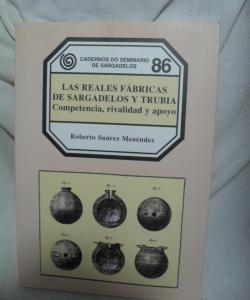 CADERNOS DO SEMINARIO
DE SARGADELOS
86
LAS REALES FÁBRICAS
DE SARGADELOS Y TRUBIA
Competencia, rivalidad y apoyo
Roberto Suárez Menéndez